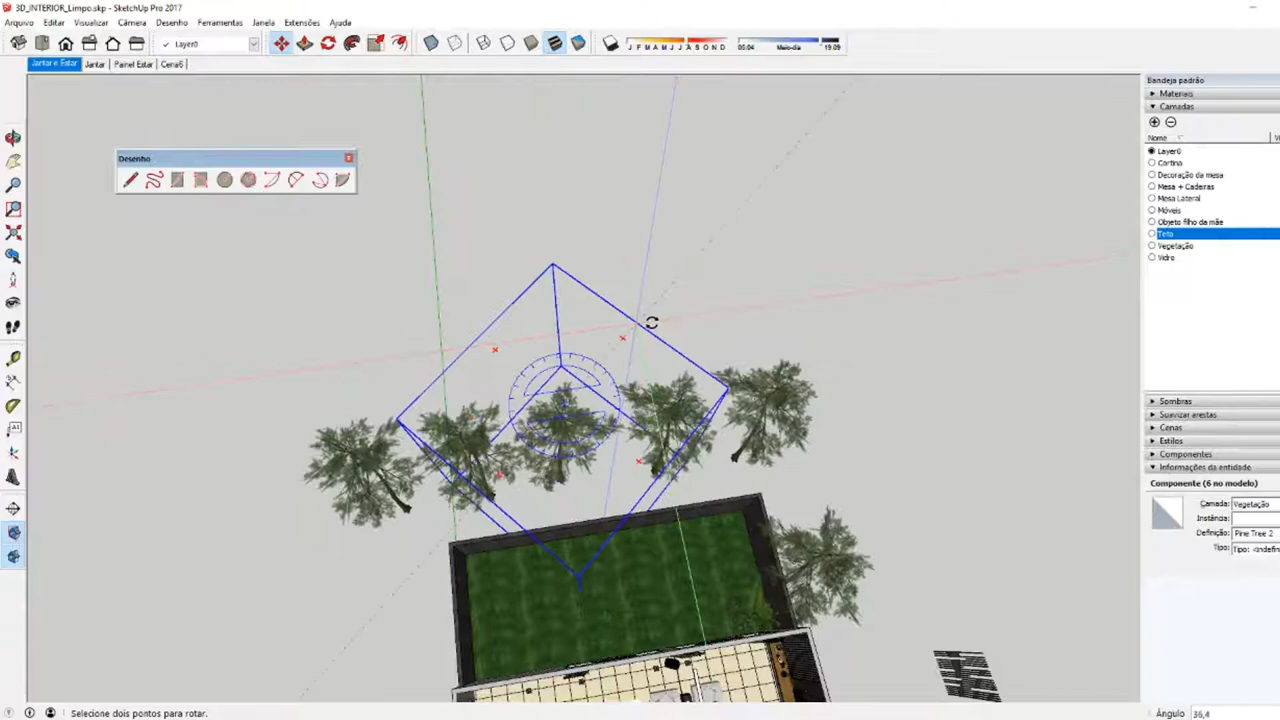 3D_INTERIOR_Limpo.skp - SketchUp Pro 2017
Arquivo Editar Visualizar Câmera Desenho Ferramentas Janela Extensões Ajuda
Layer0
J F M A M J J A S O N D
05:04 Meio-dia 19:09
Jantar e Estar Jantar Painel Estar Cena6
Bandeja padrão
Materiais
Camadas
Nome
Layer0
Cortina
Decoração da mesa
Mesa + Cadeiras
Mesa Lateral
Móveis
Objeto filho da mãe
Teto
Vegetação
Vidro
Desenho
Sombras
Suavizar arestas
Cenas
Estilos
Componentes
Informações da entidade
Componente (6 no modelo)
Camada: Vegetação
Instância:
Definição: Pine Tree 2
Tipo: Tipo: <Indefin
Selecione dois pontos para rotar.
Ângulo 36,4